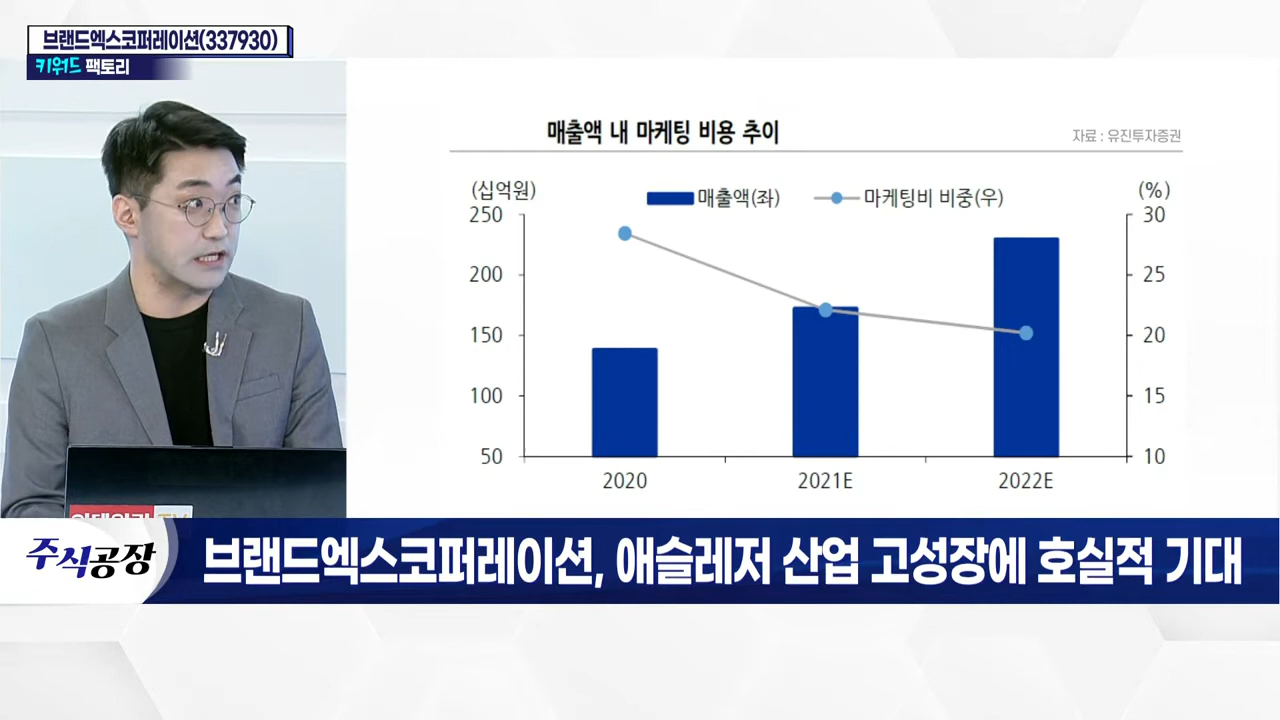 브랜드엑스코퍼레이션(337930)
키워드 팩토리
매출액 내 마케팅 비용 추이
자료 : 유진투자증권
(십억원)
매출액(좌)
마케팅비 비중(우)
(%)
250
30
200
25
150
20
100
15
50
10
2020
2021E
2022E
주식공장
브랜드엑스코퍼레이션, 애슬레저 산업 고성장에 호실적 기대